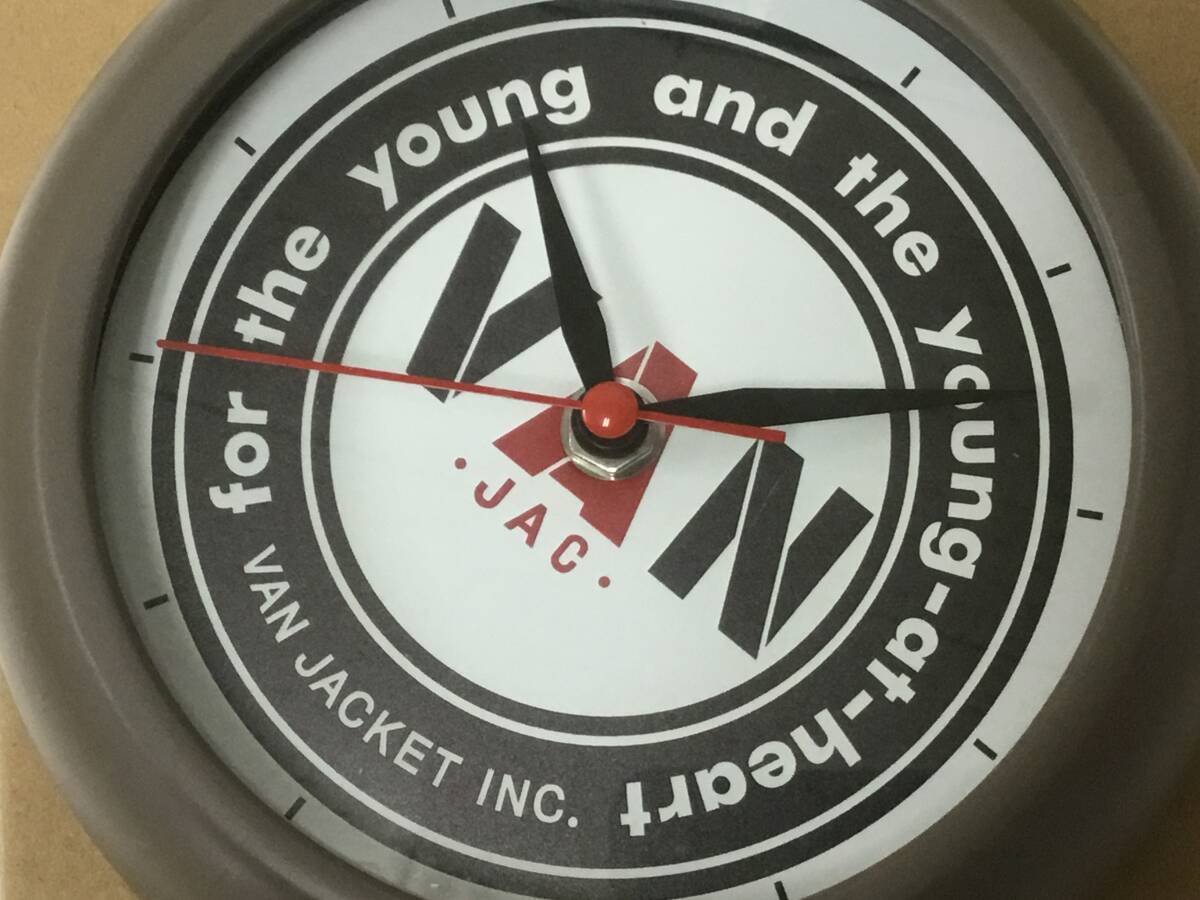 for the young and the young-at-heart
VAN
.JAC.
VAN JACKET INC.